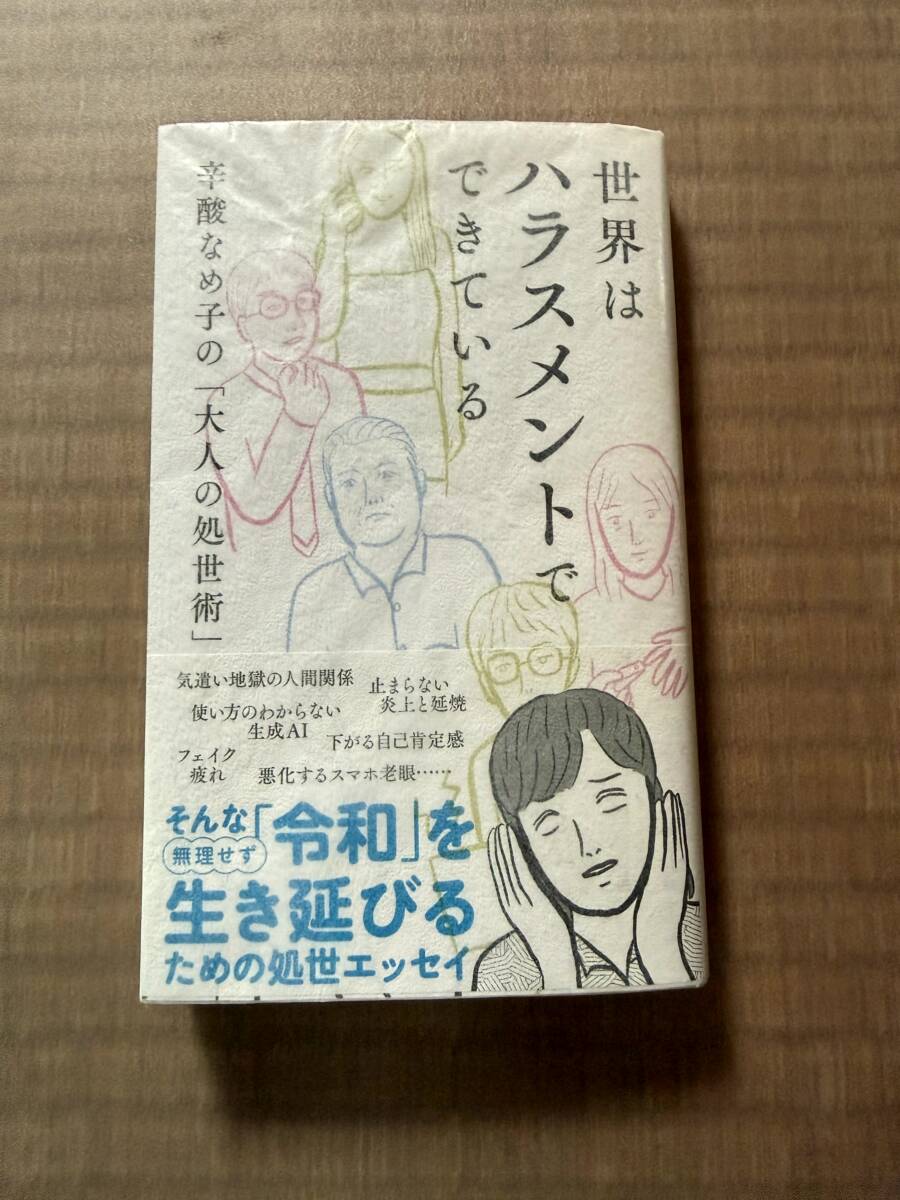 世界は
ハラスメントで
できている
辛酸なめ子の「大人の処世術」
気遣い地獄の人間関係
止まらない
炎上と延焼
使い方のわからない
生成AI
下がる自己肯定感
フェイク
疲れ
悪化するスマホ老眼……
そんな「令和」を
無理せず
生き延びる
ための処世エッセイ